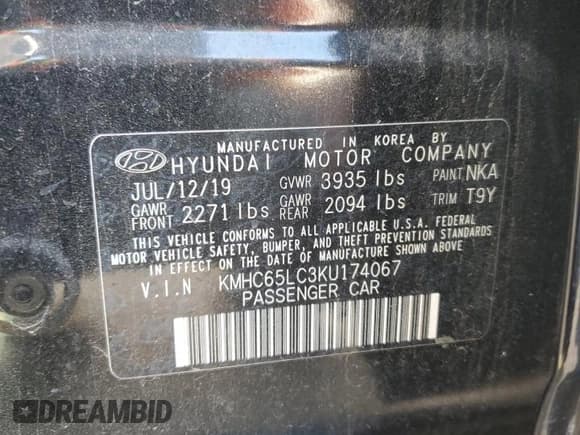 MANUFACTURED IN KOREA BY
HYUNDAI MOTOR COMPANY
JUL/12/19 GVWR 3935 lbs PAINT NKA
GAWR FRONT 2271 lbs GAWR REAR 2094 lbs TRIM T9Y
THIS VEHICLE CONFORMS TO ALL APPLICABLE U.S.A. FEDERAL
MOTOR VEHICLE SAFETY, BUMPER, AND THEFT PREVENTION STANDARDS
IN EFFECT ON THE DATE OF MANUFACTURE SHOWN ABOVE
V.I.N KMHC65LC3KU174067
PASSENGER CAR
DREAMBID